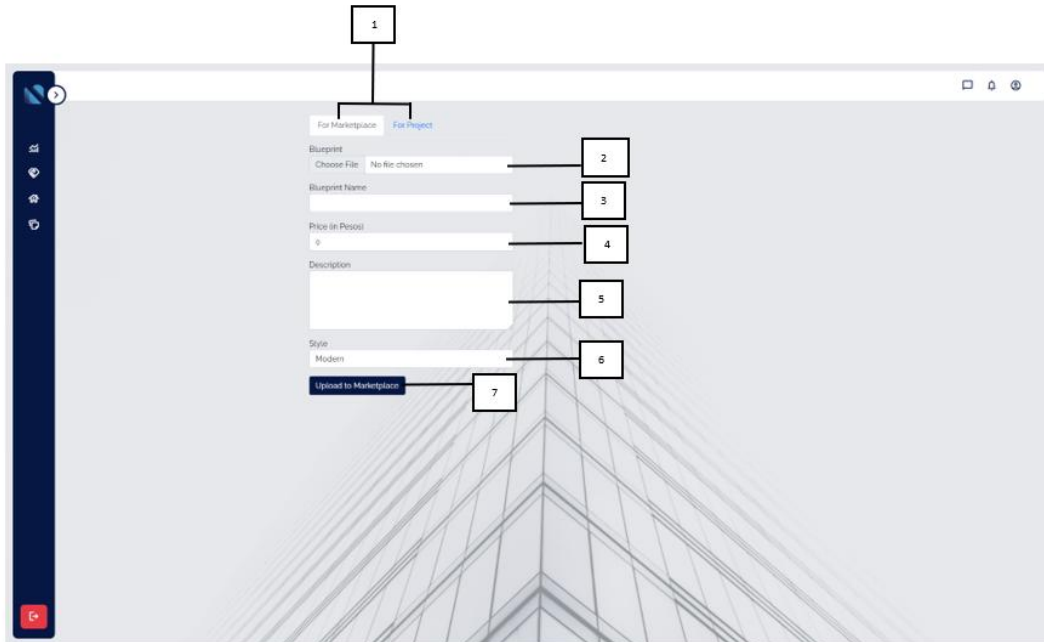 1
For Marketplace For Project
Blueprint
Choose File No file chosen
2
Blueprint Name
3
Price (in Pesos)
0
4
Description
5
Style
Modern
6
Upload to Marketplace
7